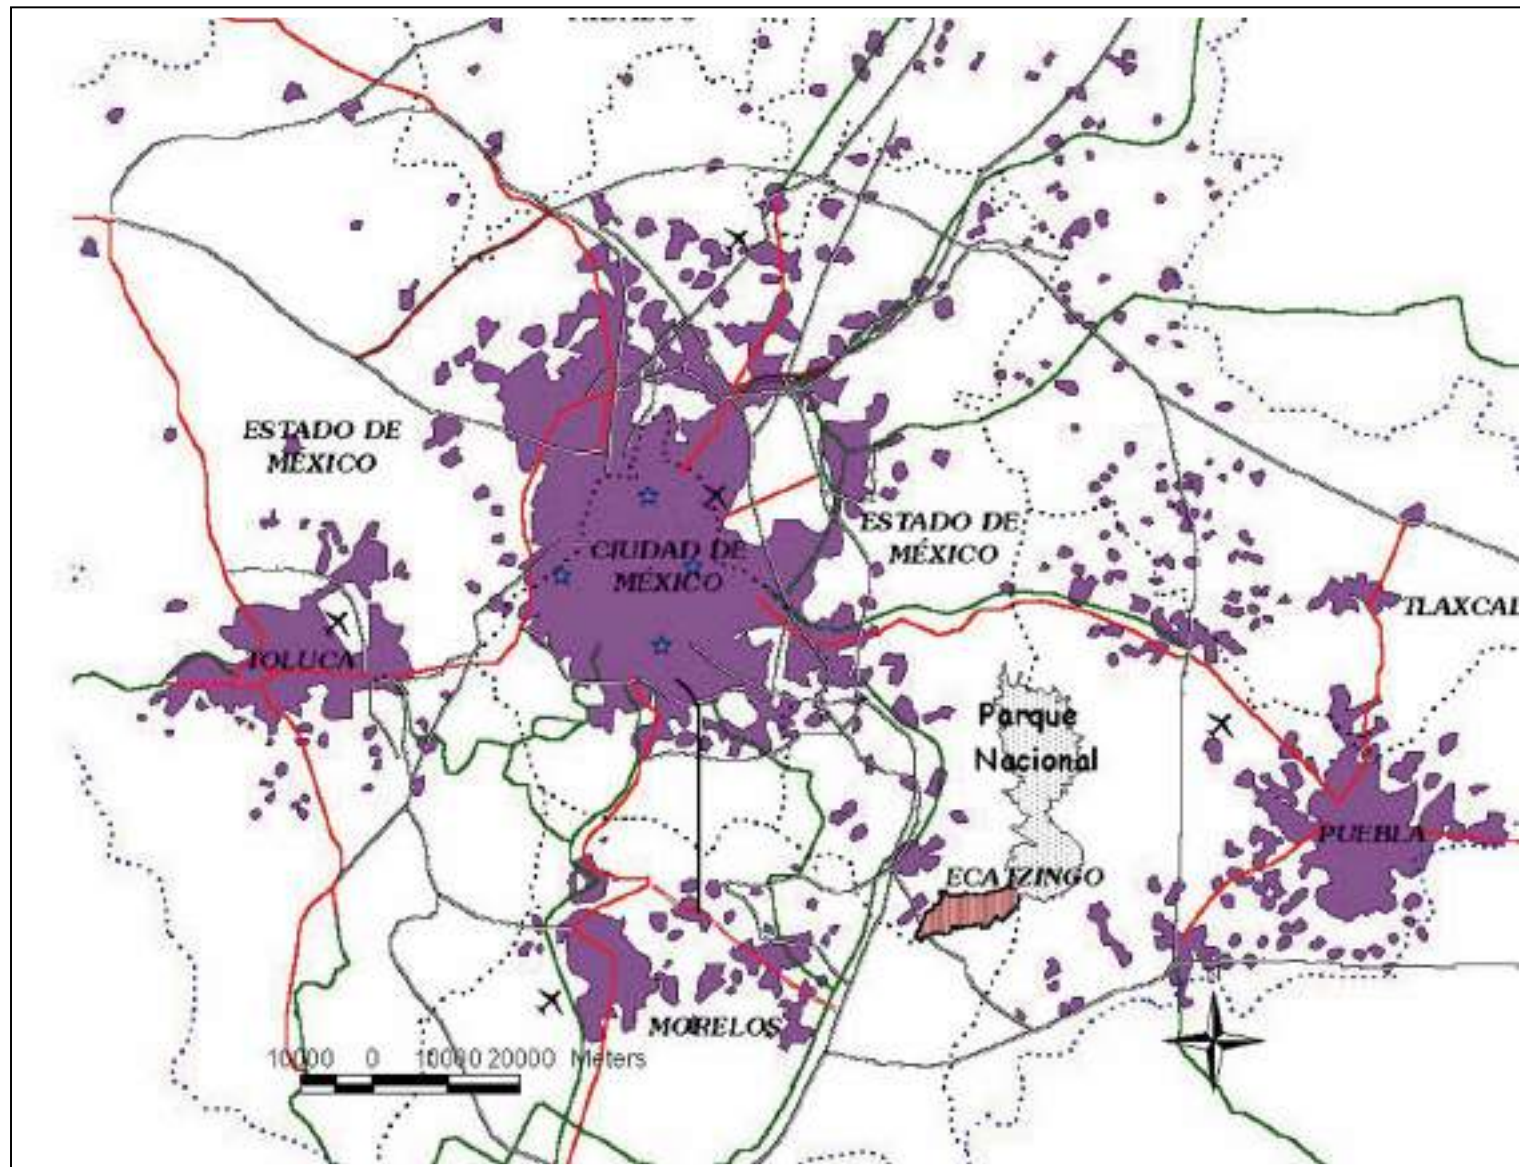 ESTADO DE
MÉXICO
CIUDAD DE
MÉXICO
ESTADO DE
MÉXICO
TLAXCAL
TOLUCA
Parque
Nacional
PUEBLA
ECATZINGO
MORELOS
10000 0 10000 20000 Meters